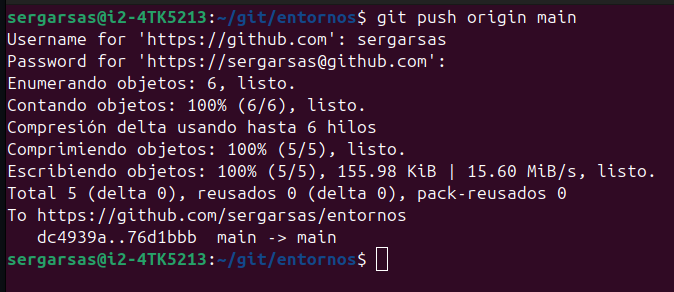 sergarsas@i2-4TK5213:~/git/entornos$ git push origin main
Username for 'https://github.com': sergarsas
Password for 'https://sergarsas@github.com':
Enumerando objetos: 6, listo.
Contando objetos: 100% (6/6), listo.
Compresión delta usando hasta 6 hilos
Comprimiendo objetos: 100% (5/5), listo.
Escribiendo objetos: 100% (5/5), 155.98 KiB | 15.60 MiB/s, listo.
Total 5 (delta 0), reusados 0 (delta 0), pack-reusados 0
To https://github.com/sergarsas/entornos
   dc4939a..76d1bbb  main -> main
sergarsas@i2-4TK5213:~/git/entornos$